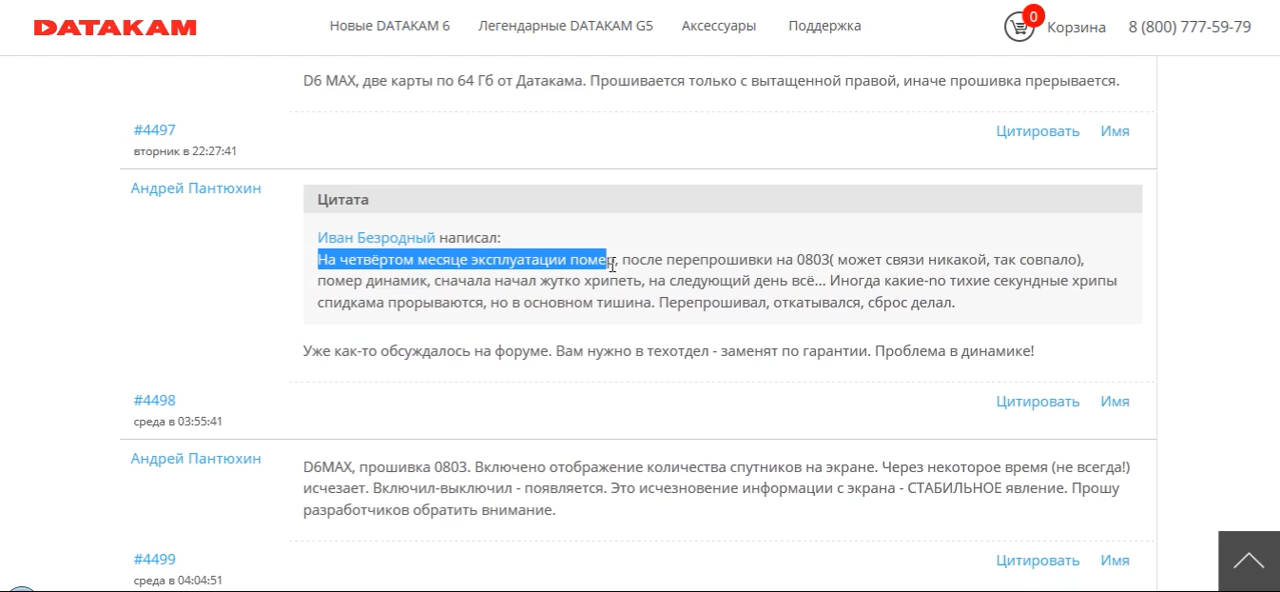 DATAKAM
Новые DATAKAM 6
Легендарные DATAKAM G5
Аксессуары
Поддержка
0
Корзина
8 (800) 777-59-79
D6 MAX, две карты по 64 Гб от Датакама. Прошивается только с вытащенной правой, иначе прошивка прерывается.
#4497
вторник в 22:27:41
Цитировать Имя
Андрей Пантюхин
Цитата
Иван Безродный написал:
На четвёртом месяце эксплуатации помер, после перепрошивки на 0803( может связи никакой, так совпало),
помер динамик, сначала начал жутко хрипеть, на следующий день всё... Иногда какие-по тихие секундные хрипы
спидкама прорываются, но в основном тишина. Перепрошивал, откатывался, сброс делал.
Уже как-то обсуждалось на форуме. Вам нужно в техотдел - заменят по гарантии. Проблема в динамике!
#4498
среда в 03:55:41
Цитировать Имя
Андрей Пантюхин
D6MAX, прошивка 0803. Включено отображение количества спутников на экране. Через некоторое время (не всегда!)
исчезает. Включил-выключил - появляется. Это исчезновение информации с экрана - СТАБИЛЬНОЕ явление. Прошу
разработчиков обратить внимание.
#4499
среда в 04:04:51
Цитировать Имя